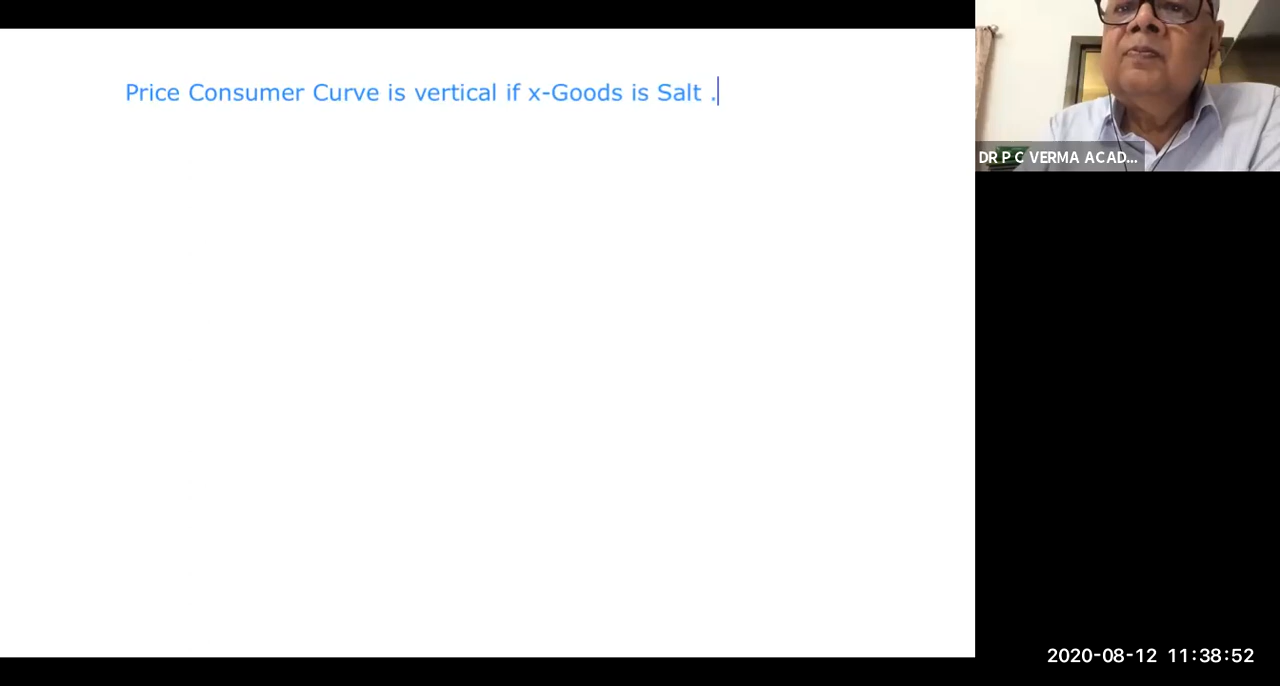 Price Consumer Curve is vertical if x-Goods is Salt .
DR P C VERMA ACAD...
2020-08-12 11:38:52